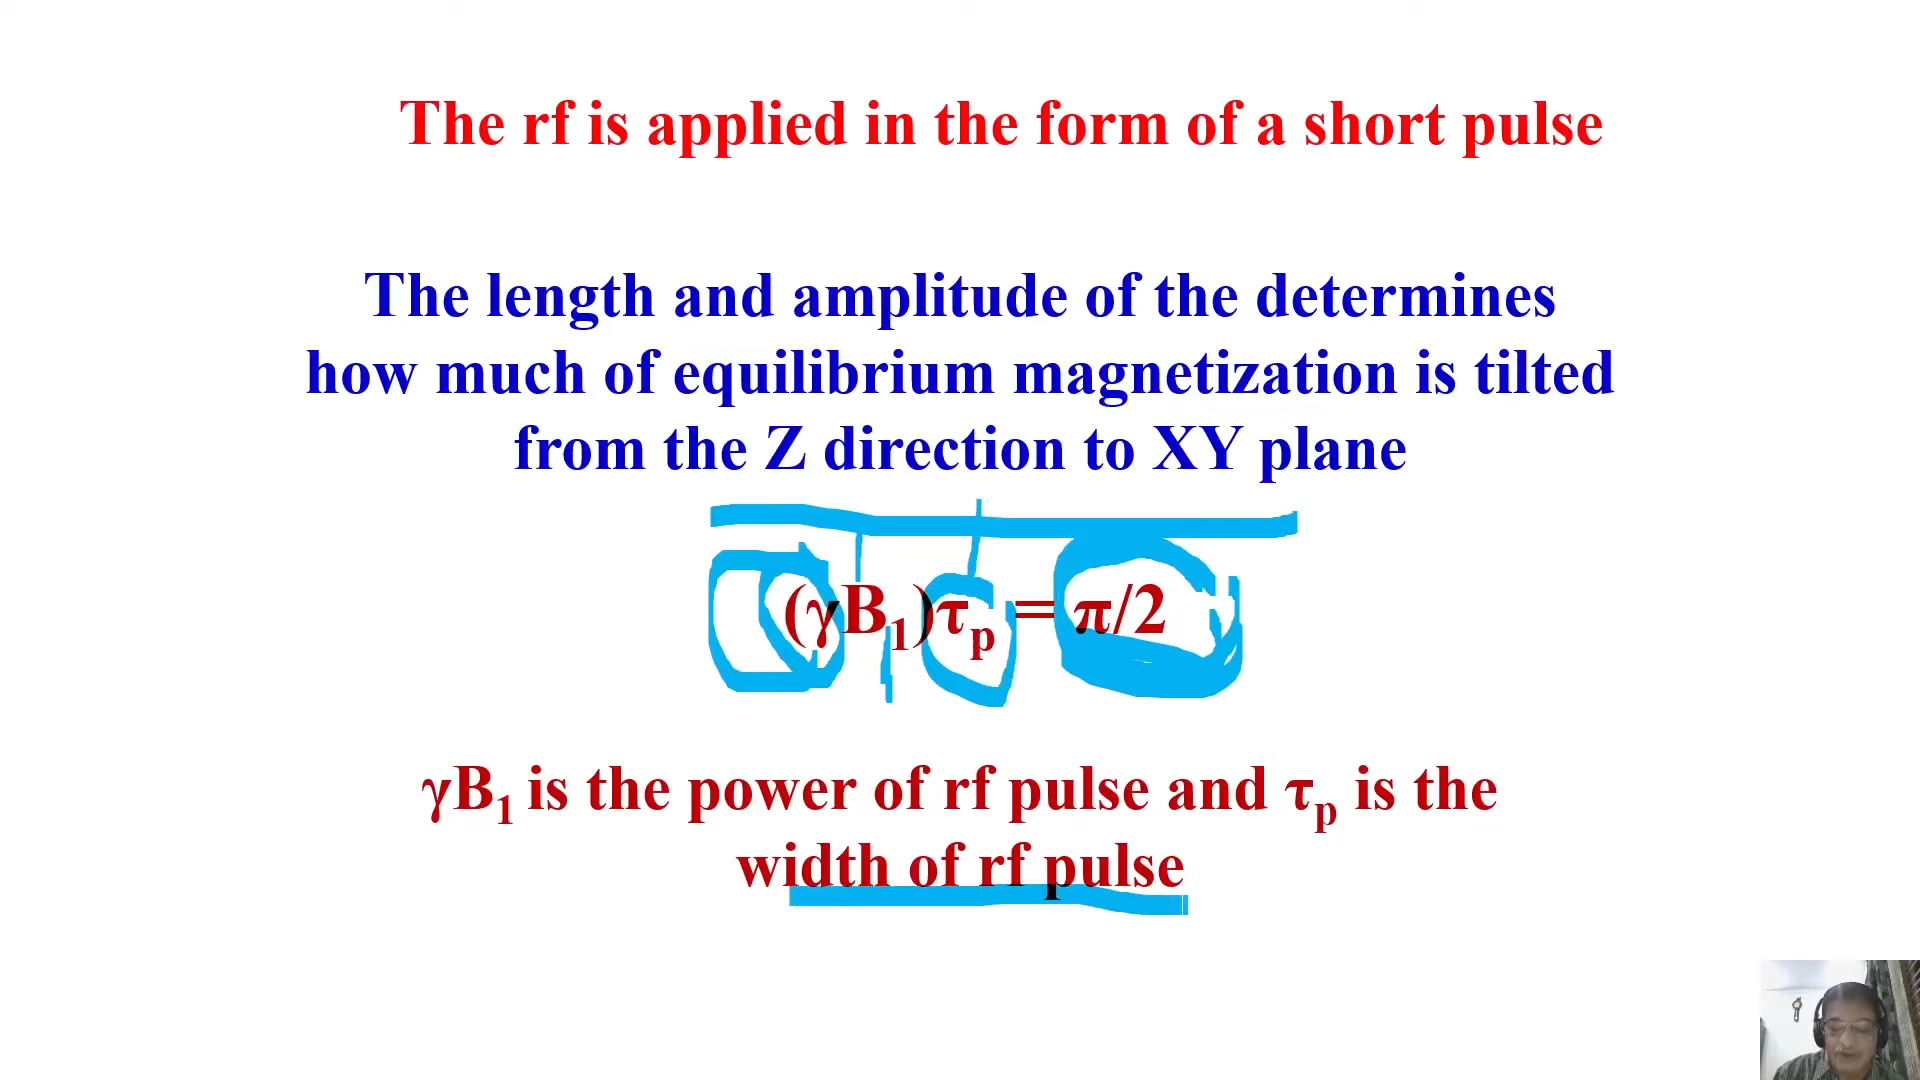 The rf is applied in the form of a short pulse
The length and amplitude of the determines
how much of equilibrium magnetization is tilted
from the Z direction to XY plane
(γB₁)τₚ = π/2
γB₁ is the power of rf pulse and τₚ is the
width of rf pulse